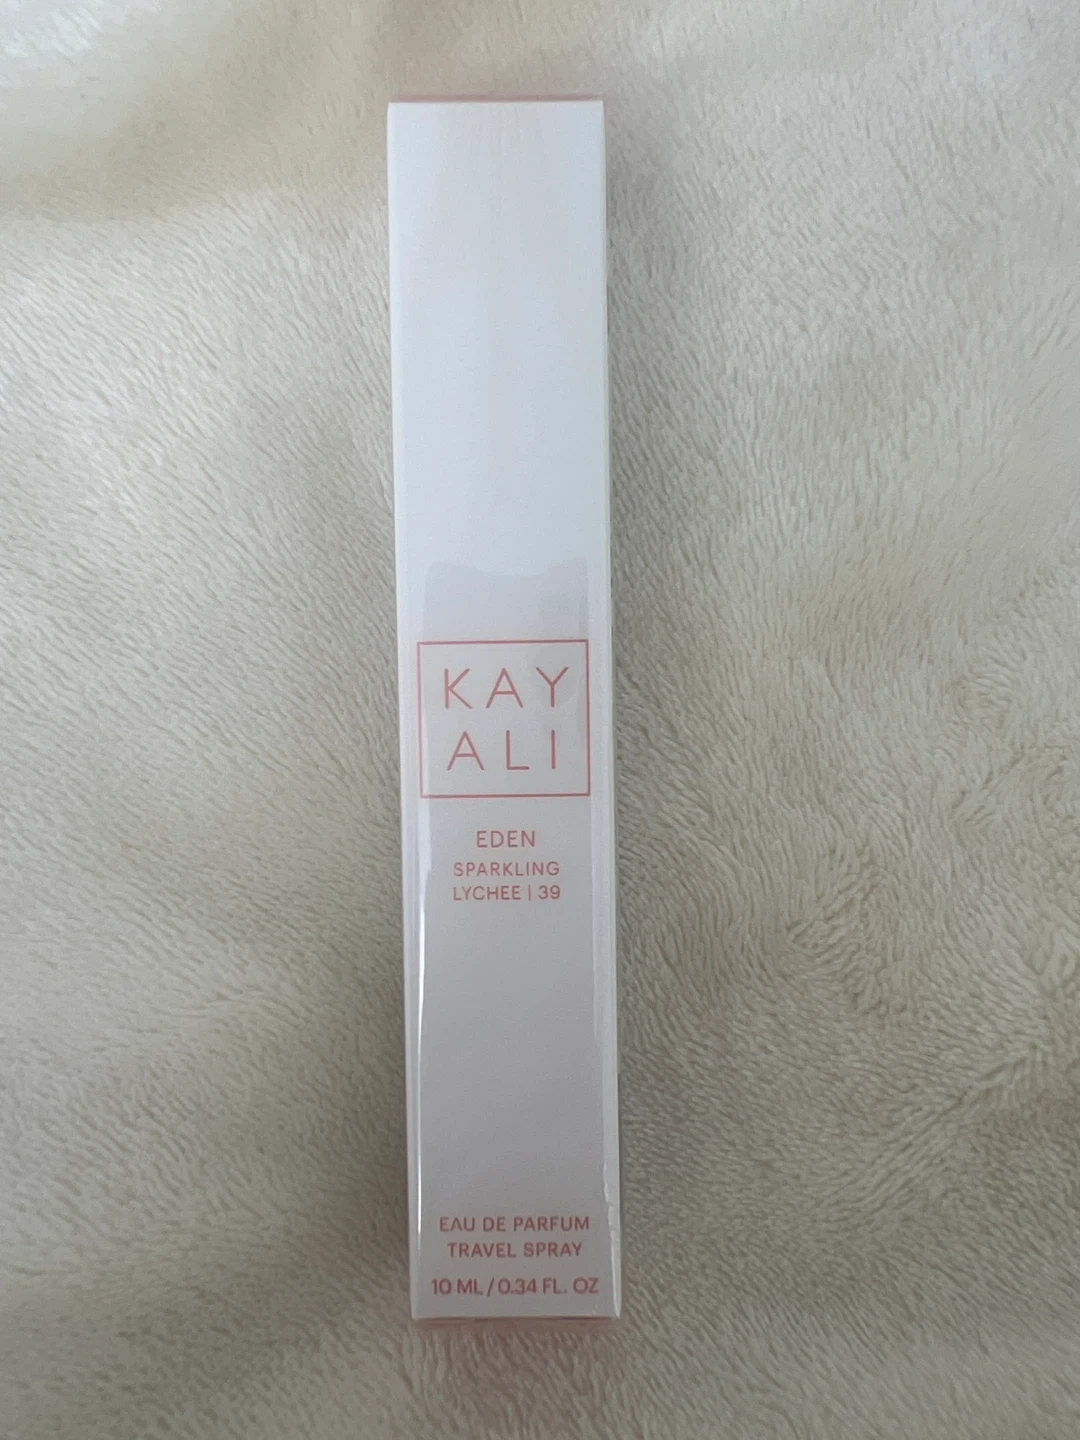 KAY
ALI
EDEN
SPARKLING
LYCHEE | 39
EAU DE PARFUM
TRAVEL SPRAY
10 ML / 0.34 FL. OZ